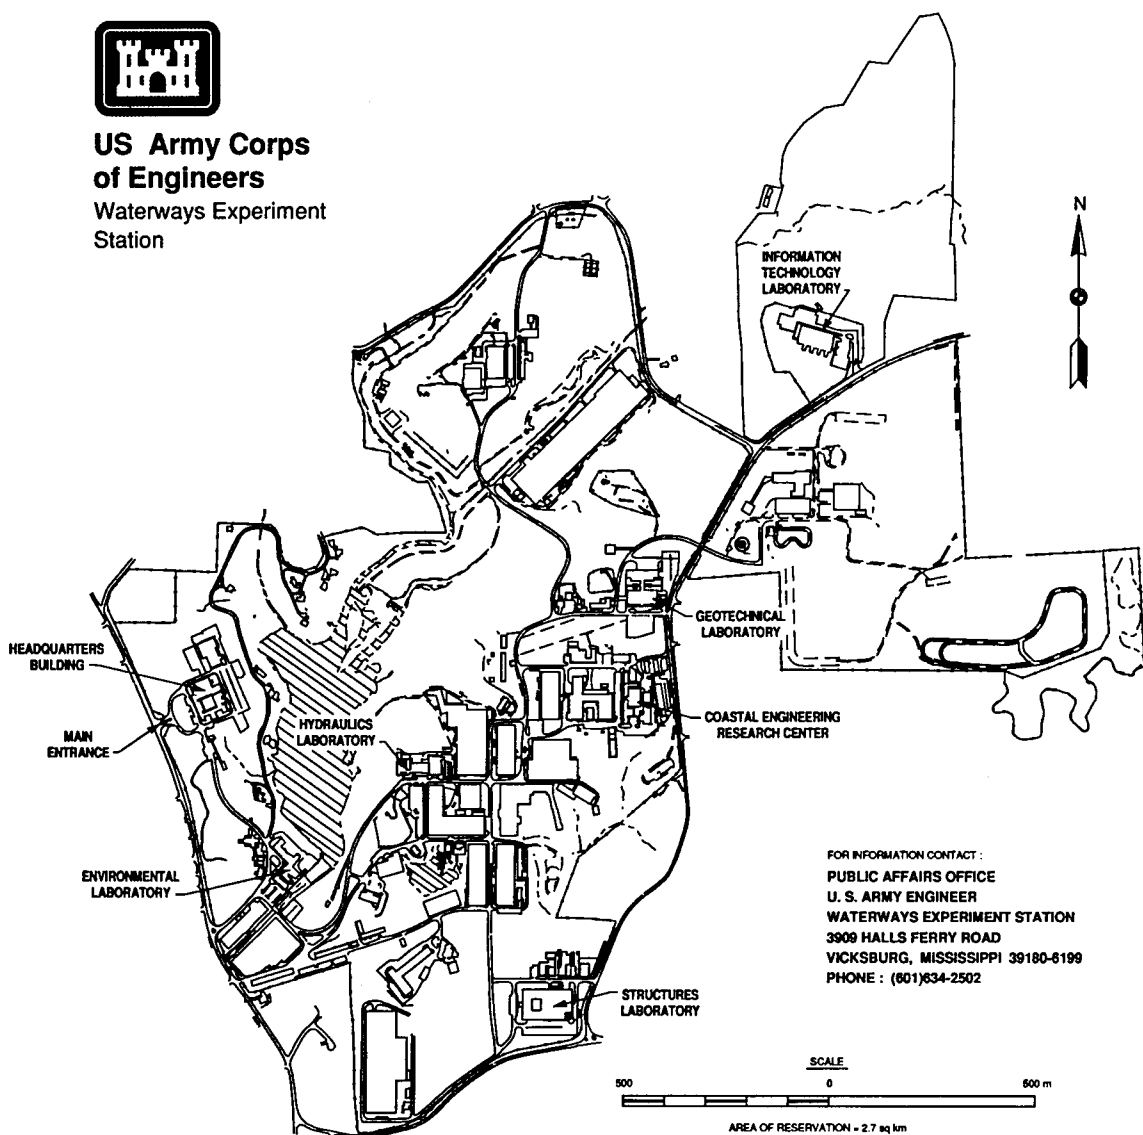 US Army Corps
of Engineers
Waterways Experiment
Station
N
INFORMATION
TECHNOLOGY
LABORATORY
GEOTECHNICAL
LABORATORY
HEADQUARTERS
BUILDING
HYDRAULICS
LABORATORY
COASTAL ENGINEERING
RESEARCH CENTER
MAIN
ENTRANCE
ENVIRONMENTAL
LABORATORY
STRUCTURES
LABORATORY
FOR INFORMATION CONTACT :
PUBLIC AFFAIRS OFFICE
U. S. ARMY ENGINEER
WATERWAYS EXPERIMENT STATION
3909 HALLS FERRY ROAD
VICKSBURG, MISSISSIPPI 39180-6199
PHONE : (601)634-2502
SCALE
500 0 500 m
AREA OF RESERVATION = 2.7 sq km